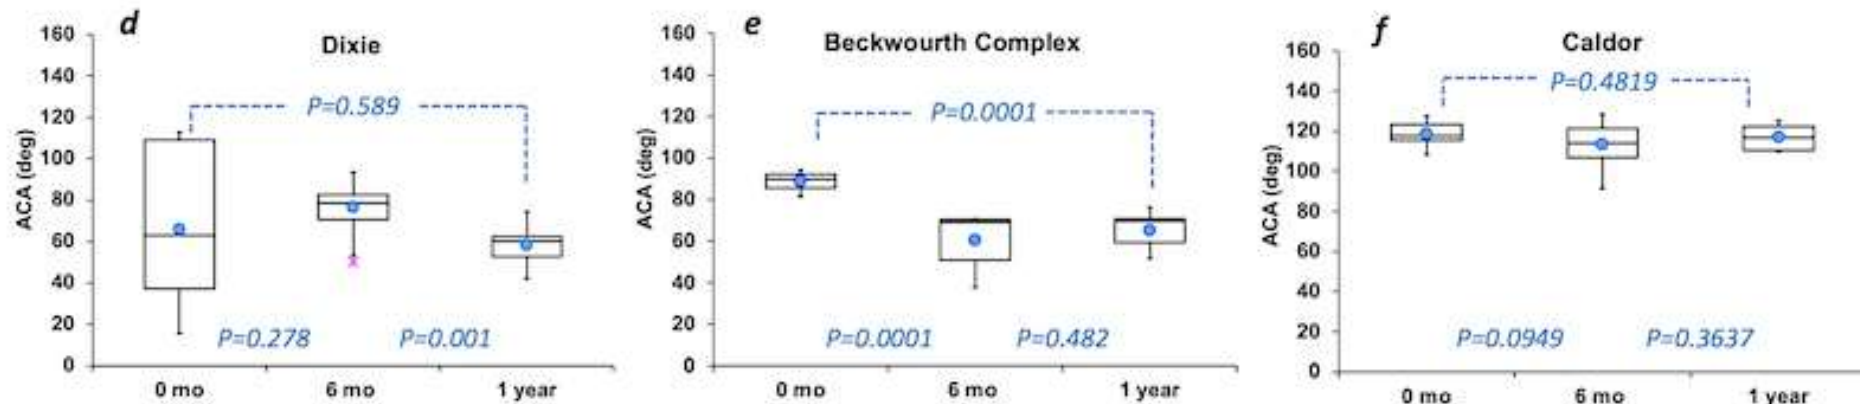 d
Dixie
ACA (deg)
160
140
120
100
80
60
40
20
0
P=0.589
P=0.278
P=0.001
0 mo
6 mo
1 year
e
Beckwourth Complex
ACA (deg)
160
140
120
100
80
60
40
20
0
P=0.0001
P=0.0001
P=0.482
0 mo
6 mo
1 year
f
Caldor
ACA (deg)
160
140
120
100
80
60
40
20
0
P=0.4819
P=0.0949
P=0.3637
0 mo
6 mo
1 year